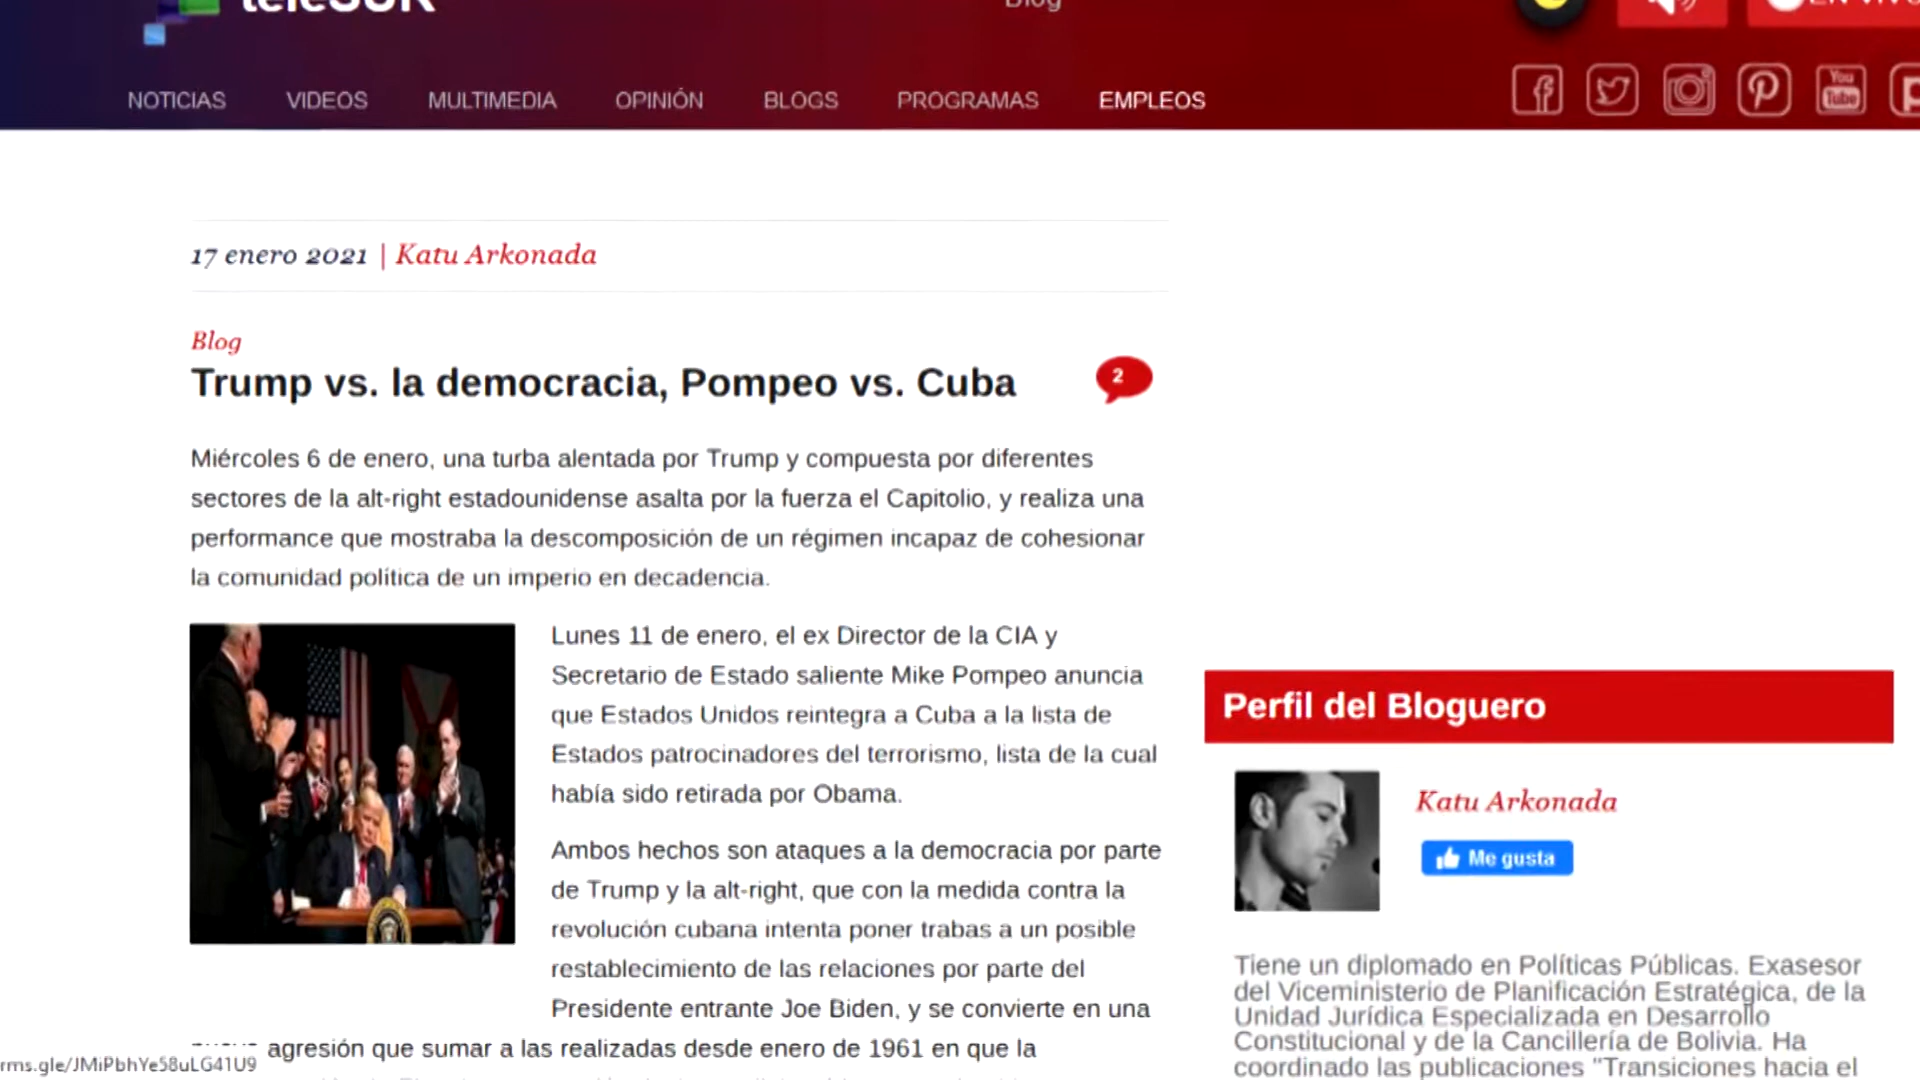 teleSUR
Blog
EN VIVO
NOTICIAS VIDEOS MULTIMEDIA OPINIÓN BLOGS PROGRAMAS EMPLEOS
You
Tube
17 enero 2021 | Katu Arkonada
Blog
Trump vs. la democracia, Pompeo vs. Cuba
2
Miércoles 6 de enero, una turba alentada por Trump y compuesta por diferentes
sectores de la alt-right estadounidense asalta por la fuerza el Capitolio, y realiza una
performance que mostraba la descomposición de un régimen incapaz de cohesionar
la comunidad política de un imperio en decadencia.
Lunes 11 de enero, el ex Director de la CIA y
Secretario de Estado saliente Mike Pompeo anuncia
que Estados Unidos reintegra a Cuba a la lista de
Estados patrocinadores del terrorismo, lista de la cual
había sido retirada por Obama.
Ambos hechos son ataques a la democracia por parte
de Trump y la alt-right, que con la medida contra la
revolución cubana intenta poner trabas a un posible
restablecimiento de las relaciones por parte del
Presidente entrante Joe Biden, y se convierte en una
agresión que sumar a las realizadas desde enero de 1961 en que la
rms.gle/JMiPbhYe58uLG41U9
Perfil del Bloguero
Katu Arkonada
Me gusta
Tiene un diplomado en Políticas Públicas. Exasesor
del Viceministerio de Planificación Estratégica, de la
Unidad Jurídica Especializada en Desarrollo
Constitucional y de la Cancillería de Bolivia. Ha
coordinado las publicaciones "Transiciones hacia el